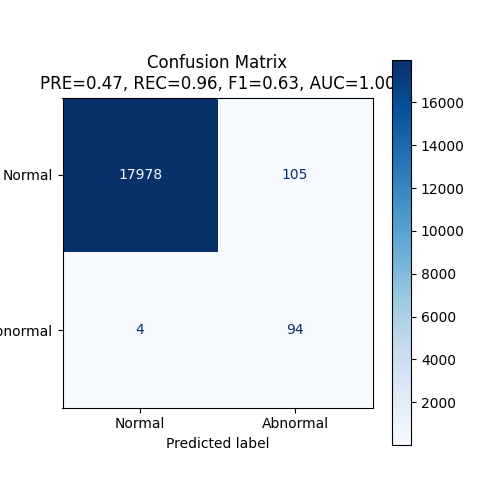 Confusion Matrix
PRE=0.47, REC=0.96, F1=0.63, AUC=1.00
16000
14000
12000
10000
8000
6000
4000
2000
Normal
17978
105
bnormal
4
94
Normal
Abnormal
Predicted label